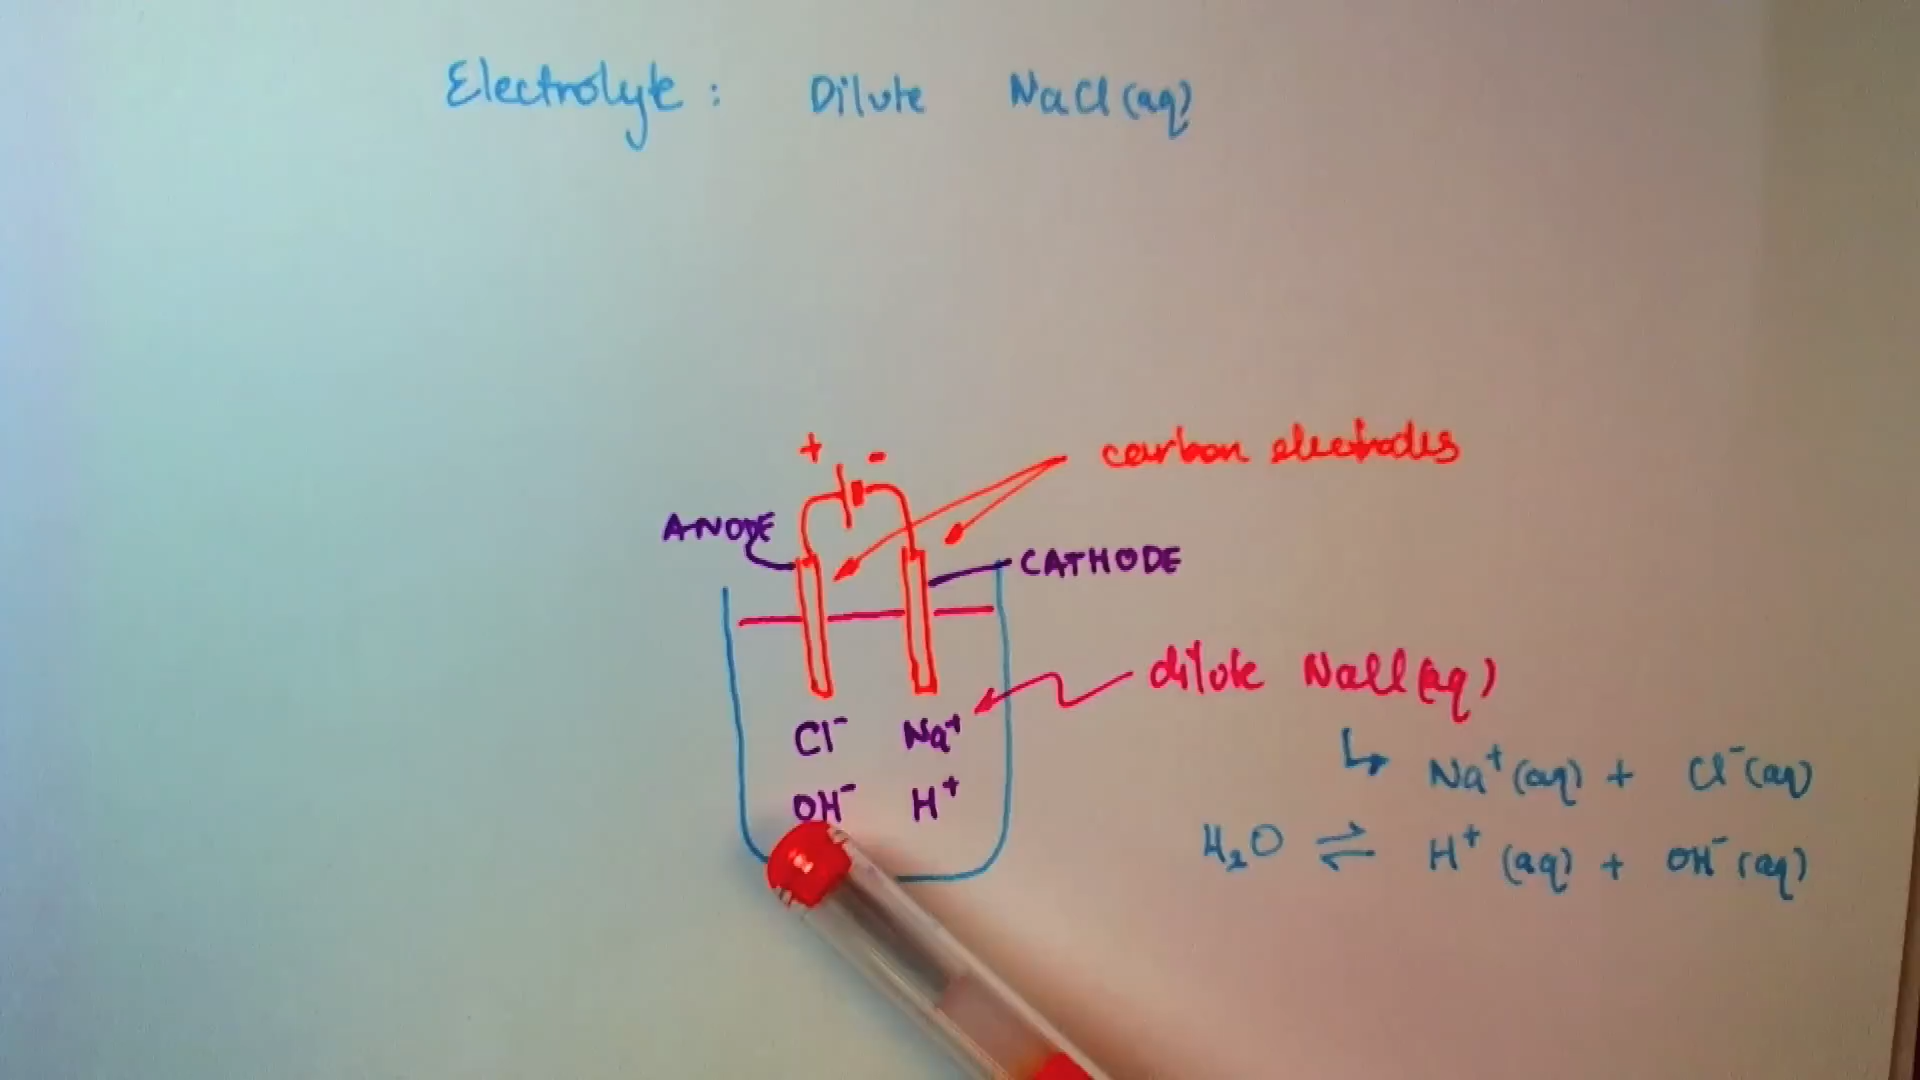 Electrolyte : Dilute NaCl (aq)
+ -
carbon electrodes
ANODE
CATHODE
dilute NaCl (aq)
Cl⁻ Na⁺
↳ Na⁺ (aq) + Cl⁻ (aq)
OH⁻ H⁺
H₂O ⇌ H⁺ (aq) + OH⁻ (aq)